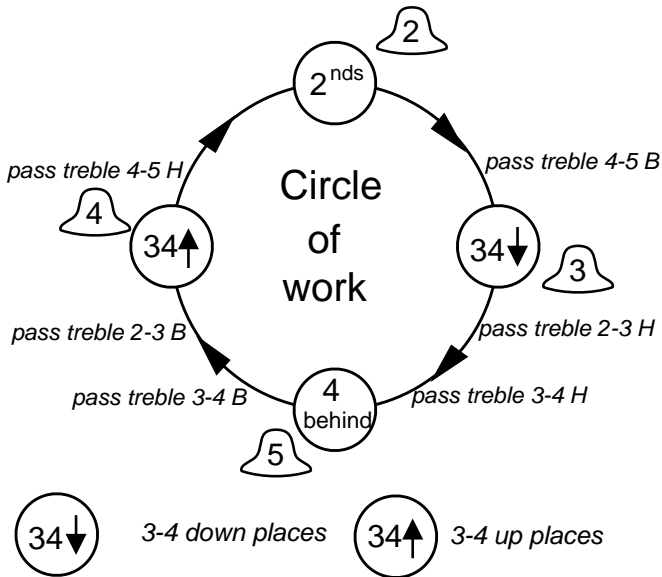 2
2nds
pass treble 4-5 H
pass treble 4-5 B
Circle
of
work
4
34
34
3
pass treble 2-3 B
pass treble 2-3 H
pass treble 3-4 B
4
behind
pass treble 3-4 H
5
34
3-4 down places
34
3-4 up places